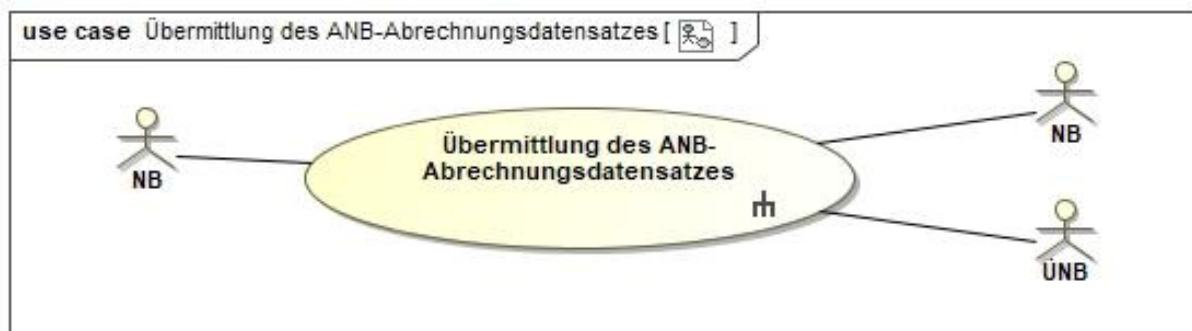 use case Übermittlung des ANB-Abrechnungsdatensatzes [ ]
NB
Übermittlung des ANB-
Abrechnungsdatensatzes
NB
ÜNB